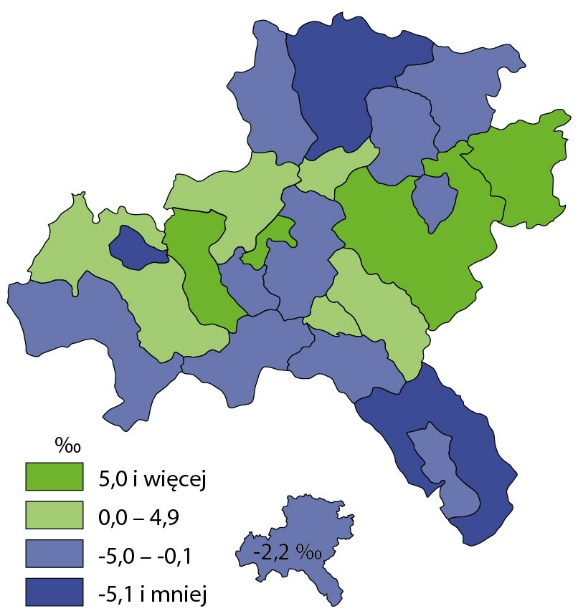 ‰
5,0 i więcej
0,0 – 4,9
-5,0 – -0,1
-5,1 i mniej
-2,2 ‰